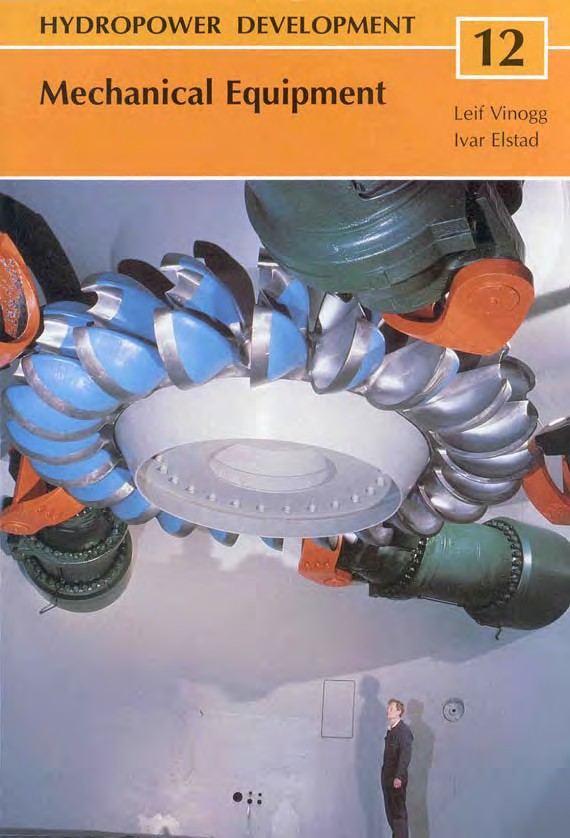 HYDROPOWER DEVELOPMENT
12
Mechanical Equipment
Leif Vinogg
Ivar Elstad